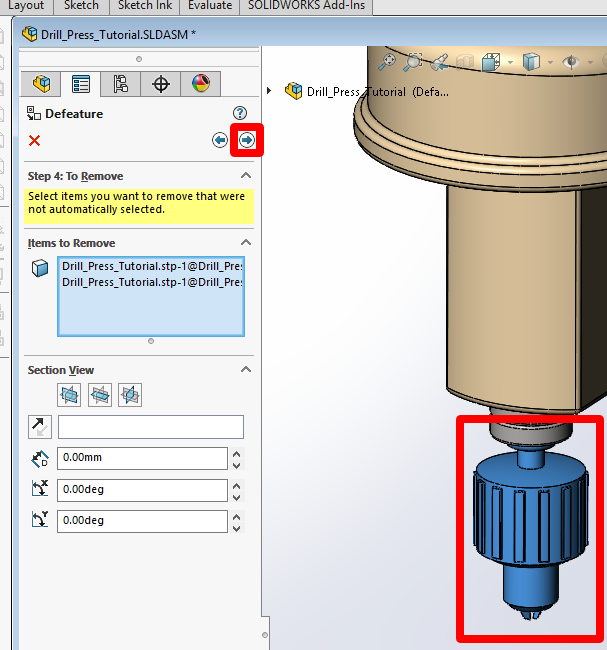 Layout Sketch Sketch Ink Evaluate SOLIDWORKS Add-Ins
Drill_Press_Tutorial.SLDASM *
Drill_Press_Tutorial (Defa...
Defeature
Step 4: To Remove
Select items you want to remove that were
not automatically selected.
Items to Remove
Drill_Press_Tutorial.stp-1@Drill_Pres
Drill_Press_Tutorial.stp-1@Drill_Pres
Section View
0.00mm
0.00deg
0.00deg